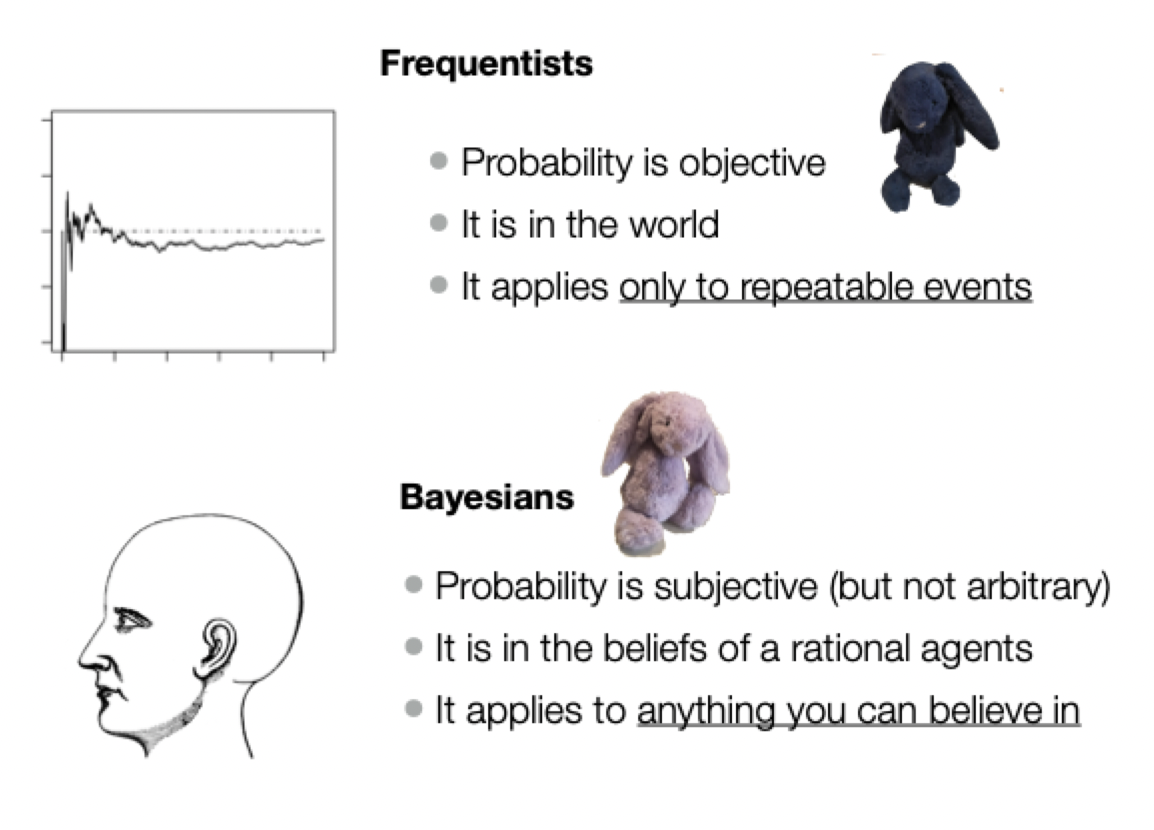 Frequentists
Probability is objective
It is in the world
It applies only to repeatable events
Bayesians
Probability is subjective (but not arbitrary)
It is in the beliefs of a rational agents
It applies to anything you can believe in